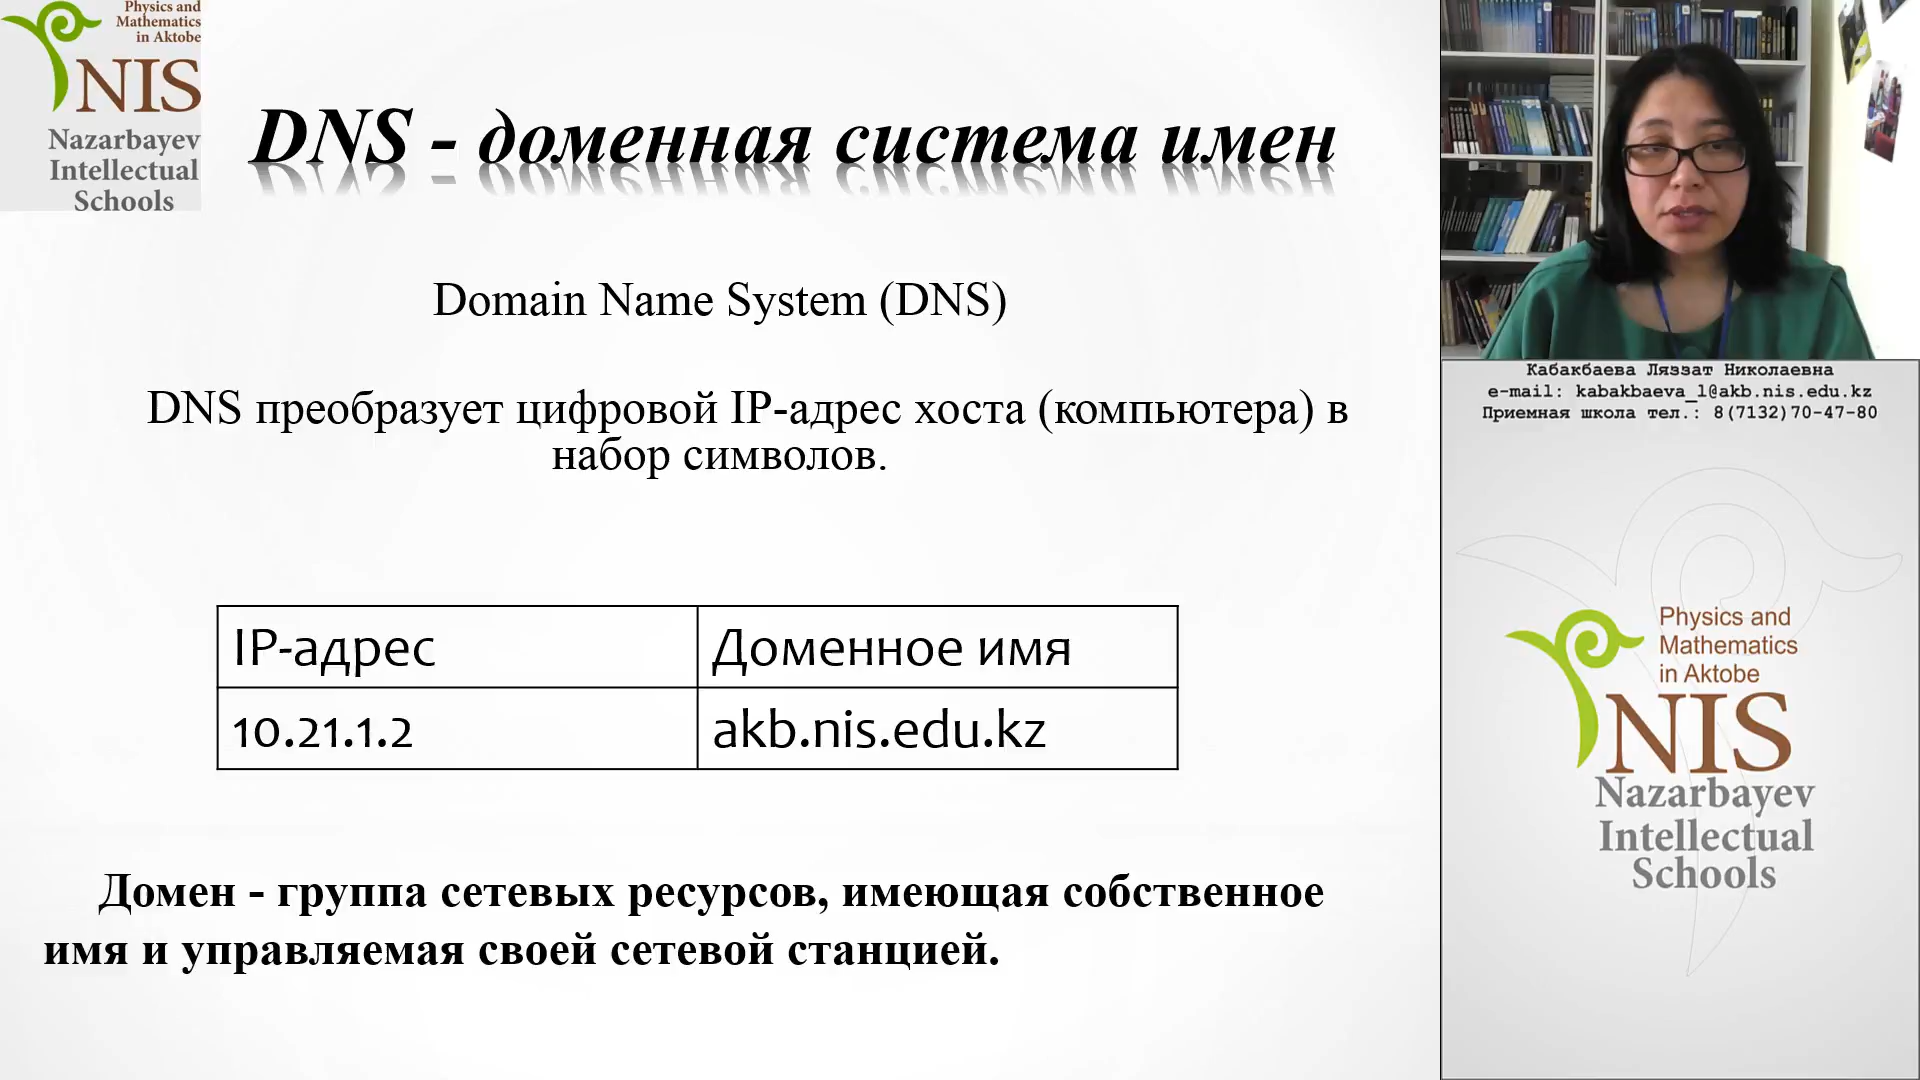 Physics and
Mathematics
in Aktobe
NIS
Nazarbayev
Intellectual
Schools
DNS - доменная система имен
Domain Name System (DNS)
DNS преобразует цифровой IP-адрес хоста (компьютера) в
набор символов.
IP-адрес Доменное имя
10.21.1.2 akb.nis.edu.kz
Домен - группа сетевых ресурсов, имеющая собственное
имя и управляемая своей сетевой станцией.
Кабакбаева Ляззат Николаевна
e-mail: kabakbaeva_l@akb.nis.edu.kz
Приемная школа тел.: 8(7132)70-47-80
Physics and
Mathematics
in Aktobe
NIS
Nazarbayev
Intellectual
Schools